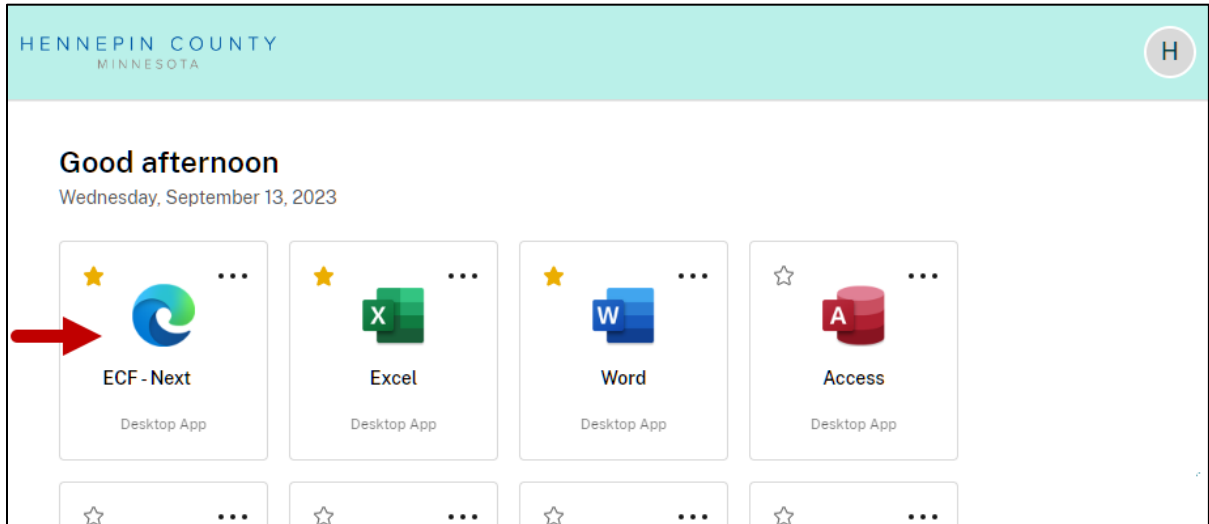 HENNEPIN COUNTY
MINNESOTA
H
Good afternoon
Wednesday, September 13, 2023
ECF - Next
Desktop App
X
Excel
Desktop App
W
Word
Desktop App
A
Access
Desktop App